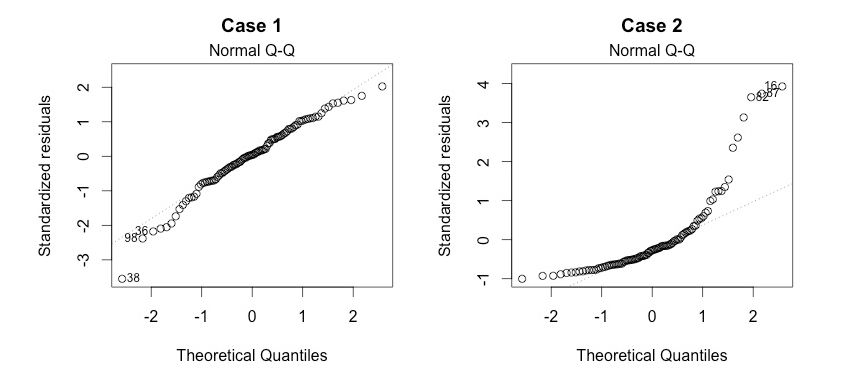 Case 1
Normal Q-Q
Standardized residuals
2
1
0
-1
-2
-3
36
98
38
-2 -1 0 1 2
Theoretical Quantiles
Case 2
Normal Q-Q
Standardized residuals
4
3
2
1
0
-1
16
87
82
-2 -1 0 1 2
Theoretical Quantiles